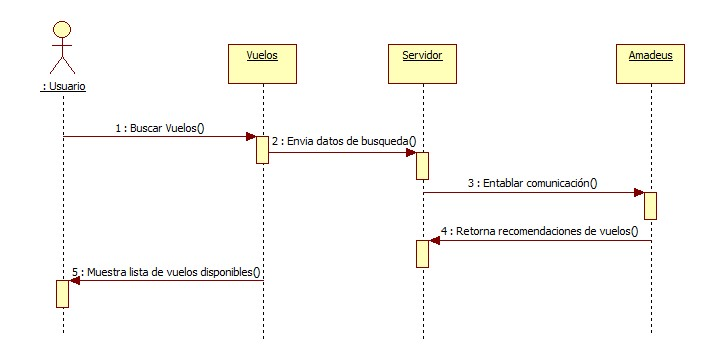 Vuelos
Servidor
Amadeus
: Usuario
1 : Buscar Vuelos()
2 : Envia datos de busqueda()
3 : Entablar comunicación()
4 : Retorna recomendaciones de vuelos()
5 : Muestra lista de vuelos disponibles()